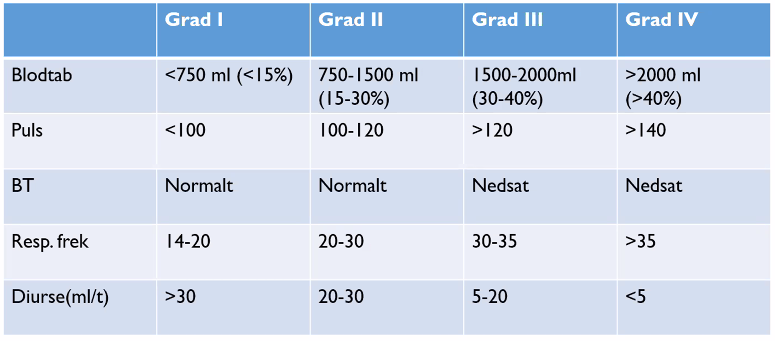 Grad I Grad II Grad III Grad IV
Blodtab <750 ml (<15%) 750-1500 ml (15-30%) 1500-2000ml (30-40%) >2000 ml (>40%)
Puls <100 100-120 >120 >140
BT Normalt Normalt Nedsat Nedsat
Resp. frek 14-20 20-30 30-35 >35
Diurse(ml/t) >30 20-30 5-20 <5